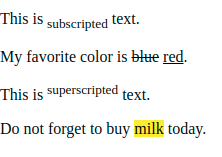 This is subscripted text.
My favorite color is blue red.
This is superscripted text.
Do not forget to buy milk today.